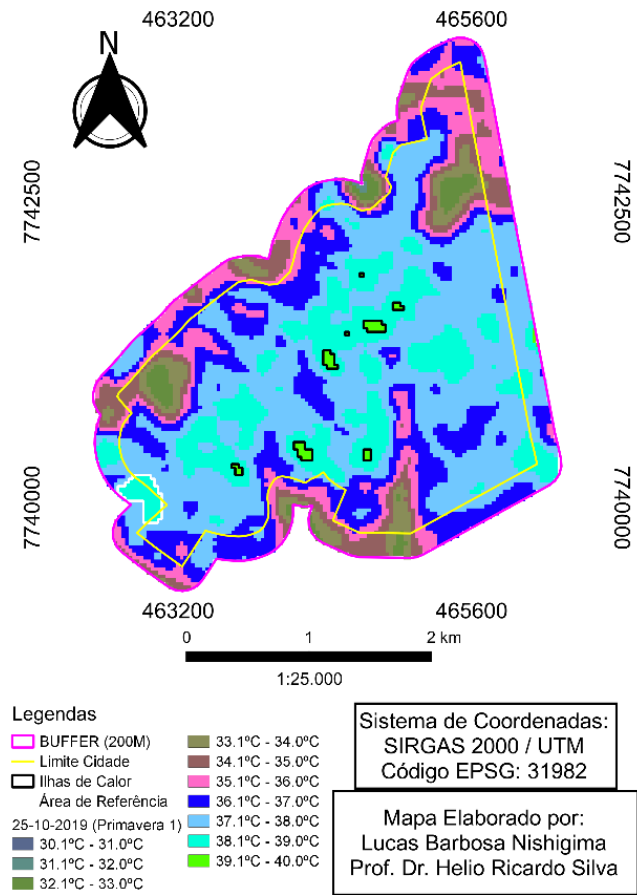 463200 465600
N
7742500 7742500
7740000 7740000
463200 465600
0 1 2 km
1:25.000
Legendas
BUFFER (200M)
Limite Cidade
Ilhas de Calor
Área de Referência
25-10-2019 (Primavera 1)
30.1ºC - 31.0ºC
31.1ºC - 32.0ºC
32.1ºC - 33.0ºC
33.1ºC - 34.0ºC
34.1ºC - 35.0ºC
35.1ºC - 36.0ºC
36.1ºC - 37.0ºC
37.1ºC - 38.0ºC
38.1ºC - 39.0ºC
39.1ºC - 40.0ºC
Sistema de Coordenadas:
SIRGAS 2000 / UTM
Código EPSG: 31982
Mapa Elaborado por:
Lucas Barbosa Nishigima
Prof. Dr. Helio Ricardo Silva